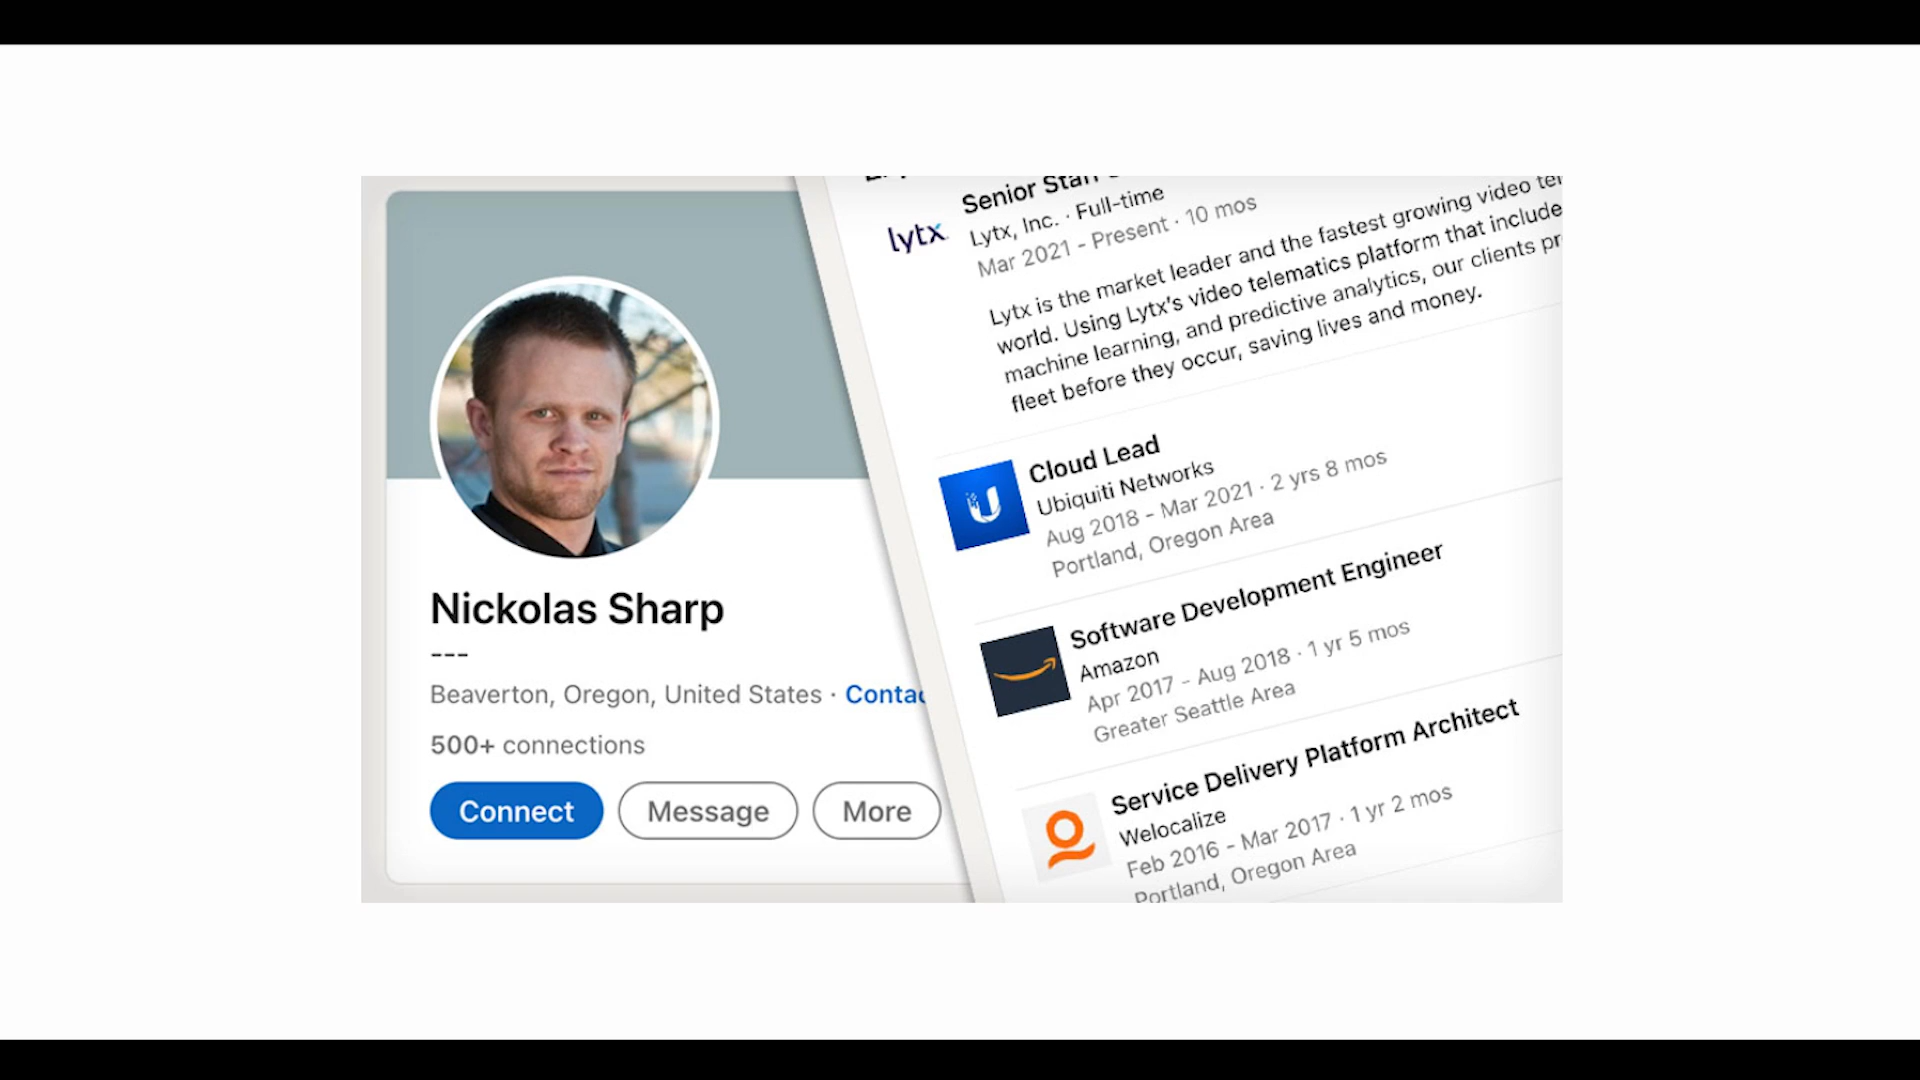 Nickolas Sharp
---
Beaverton, Oregon, United States ·
500+ connections
Connect
Message
More
lytx
Senior
Lytx, Inc. · Full-time
Mar 2021 - Present · 10 mos
Lytx is the market leader and the fastest growing video
world. Using Lytx's video telematics platform that include
machine learning, and predictive analytics, our clients
fleet before they occur, saving lives and money.
Cloud Lead
Ubiquiti Networks
Aug 2018 - Mar 2021 · 2 yrs 8 mos
Portland, Oregon Area
Software Development Engineer
Amazon
Apr 2017 - Aug 2018 · 1 yr 5 mos
Greater Seattle Area
Service Delivery Platform Architect
Welocalize
Feb 2016 - Mar 2017 · 1 yr 2 mos
Portland, Oregon Area